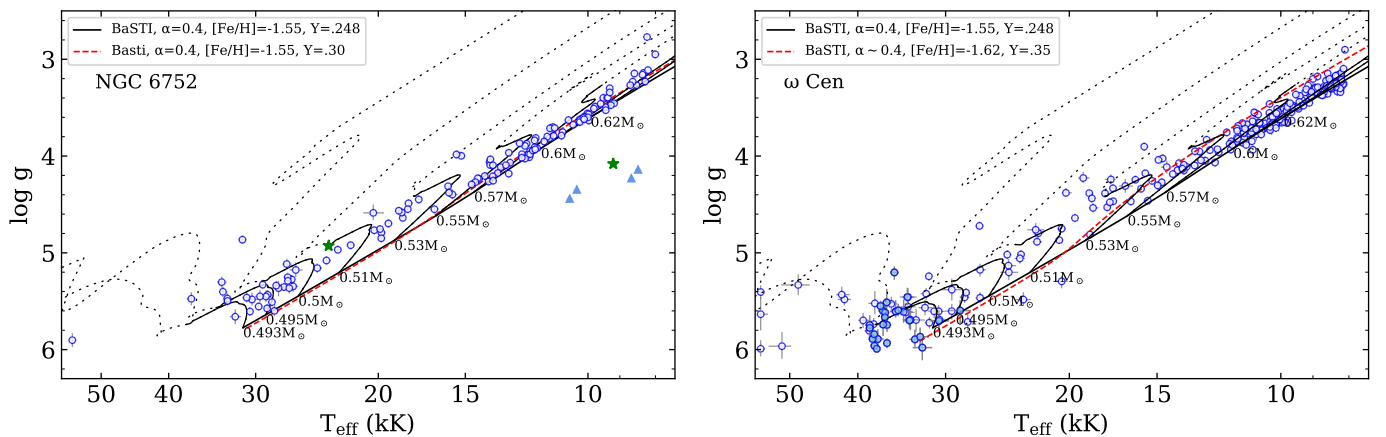 BaSTI, α=0.4, [Fe/H]=-1.55, Y=.248
Basti, α=0.4, [Fe/H]=-1.55, Y=.30
NGC 6752
0.62M⊙
0.6M⊙
0.57M⊙
0.55M⊙
0.53M⊙
0.51M⊙
0.5M⊙
0.495M⊙
0.493M⊙
3
4
5
6
log g
50
40
30
20
15
10
Teff (kK)
BaSTI, α=0.4, [Fe/H]=-1.55, Y=.248
BaSTI, α∼0.4, [Fe/H]=-1.62, Y=.35
ω Cen
0.62M⊙
0.6M⊙
0.57M⊙
0.55M⊙
0.53M⊙
0.51M⊙
0.5M⊙
0.495M⊙
0.493M⊙
3
4
5
6
log g
50
40
30
20
15
10
Teff (kK)